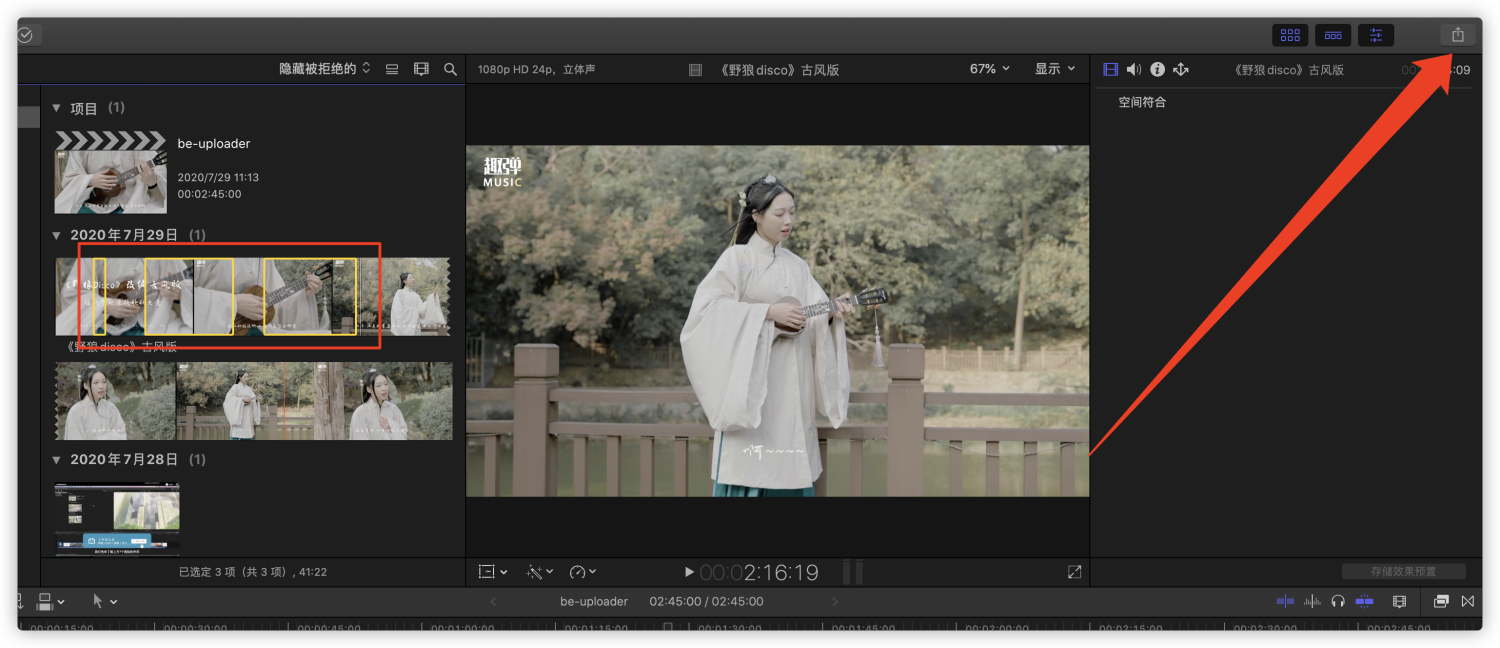 隐藏被拒绝的
1080p HD 24p，立体声
《野狼disco》古风版
67%
显示
《野狼disco》古风版
00
:09
空间符合
项目 (1)
be-uploader
2020/7/29 11:13
00:02:45:00
2020年7月29日 (1)
《野狼disco》古风版
2020年7月28日 (1)
已选定 3 项（共 3 项）, 41:22
趣弹
MUSIC
啊~~~~
00:02:16:19
存储效果预置
be-uploader
02:45:00 / 02:45:00
00:00:15:00
00:00:30:00
00:00:45:00
00:01:00:00
00:01:15:00
00:01:30:00
00:01:45:00
00:02:00:00
00:02:15:00
00:02:30:00
00:02:45:00